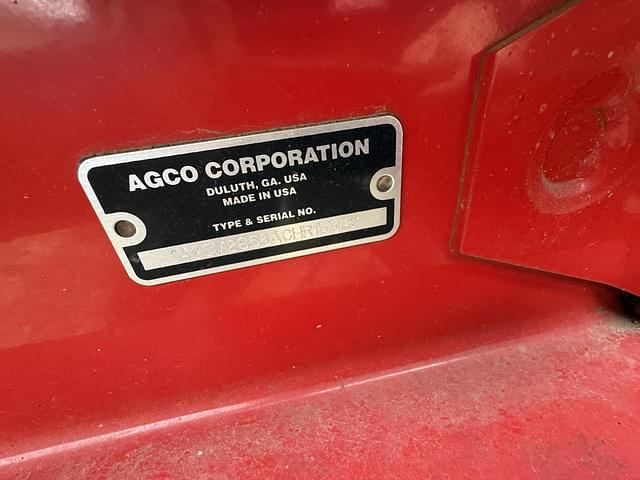 AGCO CORPORATION
DULUTH, GA. USA
MADE IN USA
TYPE & SERIAL NO.